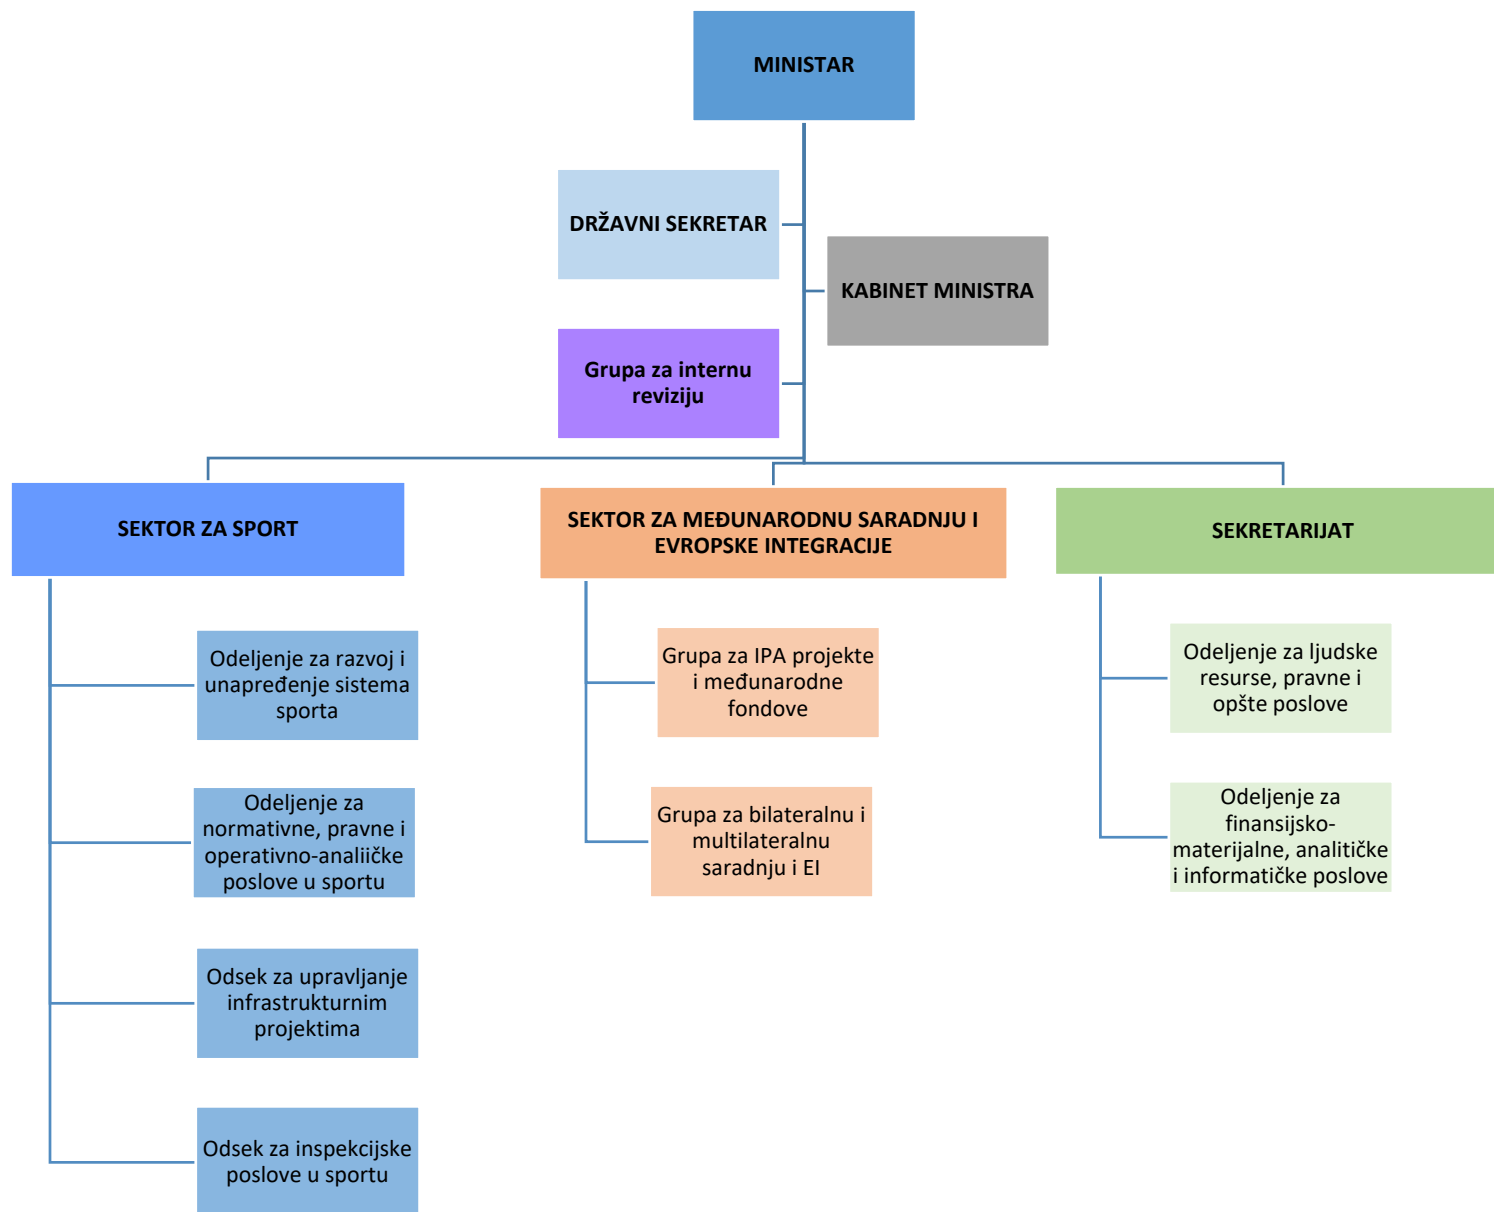 MINISTAR
DRŽAVNI SEKRETAR
KABINET MINISTRA
Grupa za internu
reviziju
SEKTOR ZA SPORT
SEKTOR ZA MEĐUNARODNU SARADNJU I
EVROPSKE INTEGRACIJE
SEKRETARIJAT
Odeljenje za razvoj i
unapređenje sistema
sporta
Odeljenje za
normativne, pravne i
operativno-analiičke
poslove u sportu
Odsek za upravljanje
infrastrukturnim
projektima
Odsek za inspekcijske
poslove u sportu
Grupa za IPA projekte
i međunarodne
fondove
Grupa za bilateralnu i
multilateralnu
saradnju i EI
Odeljenje za ljudske
resurse, pravne i
opšte poslove
Odeljenje za
finansijsko-
materijalne, analitičke
i informatičke poslove